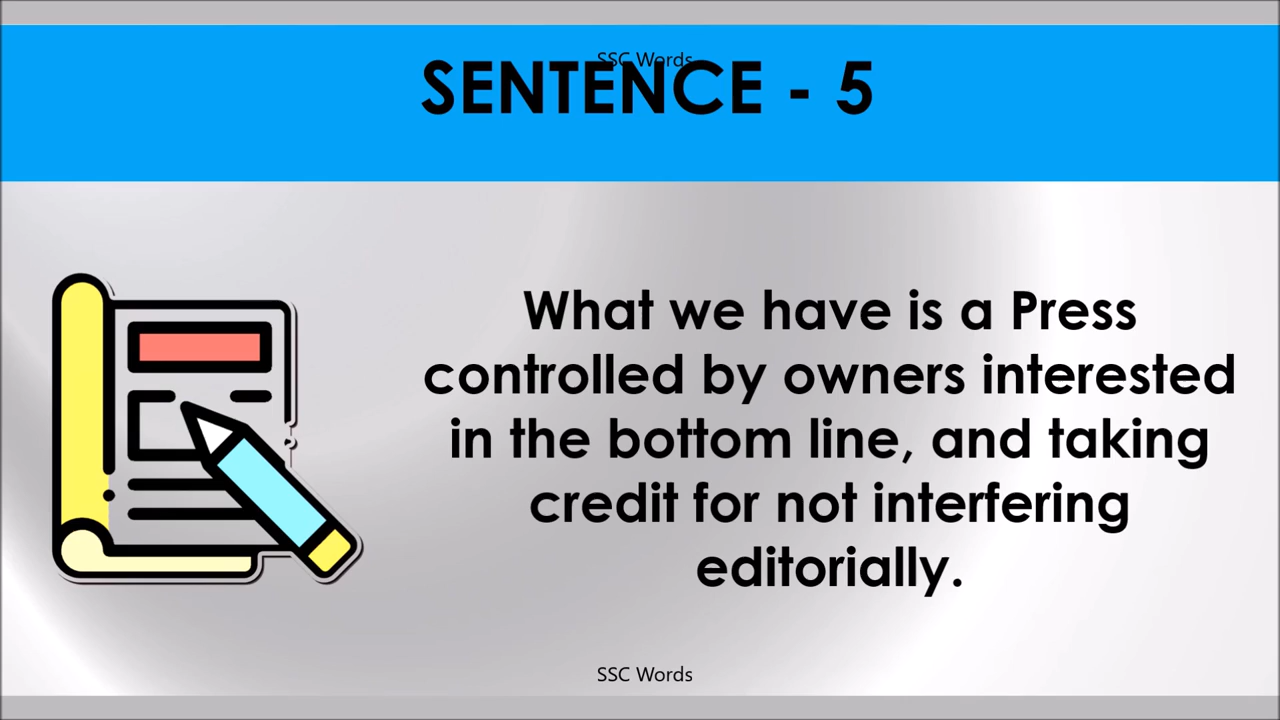 SSC Words
SENTENCE - 5
What we have is a Press
controlled by owners interested
in the bottom line, and taking
credit for not interfering
editorially.
SSC Words